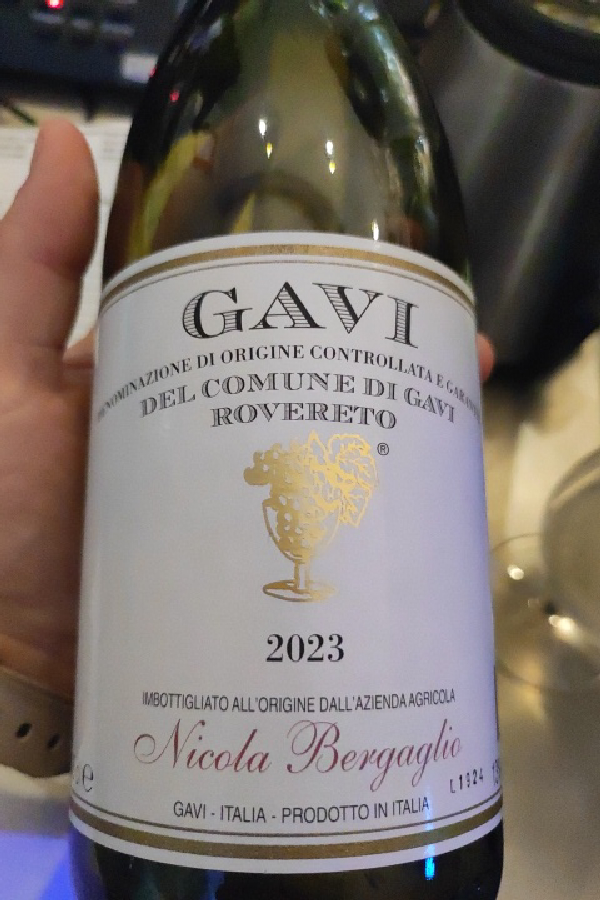 GAVI
DENOMINAZIONE DI ORIGINE CONTROLLATA E
DEL COMUNE DI GAVI
ROVERETO
®
2023
IMBOTTIGLIATO ALL'ORIGINE DALL'AZIENDA AGRICOLA
Nicola Bergaglio
e L1924
GAVI - ITALIA - PRODOTTO IN ITALIA